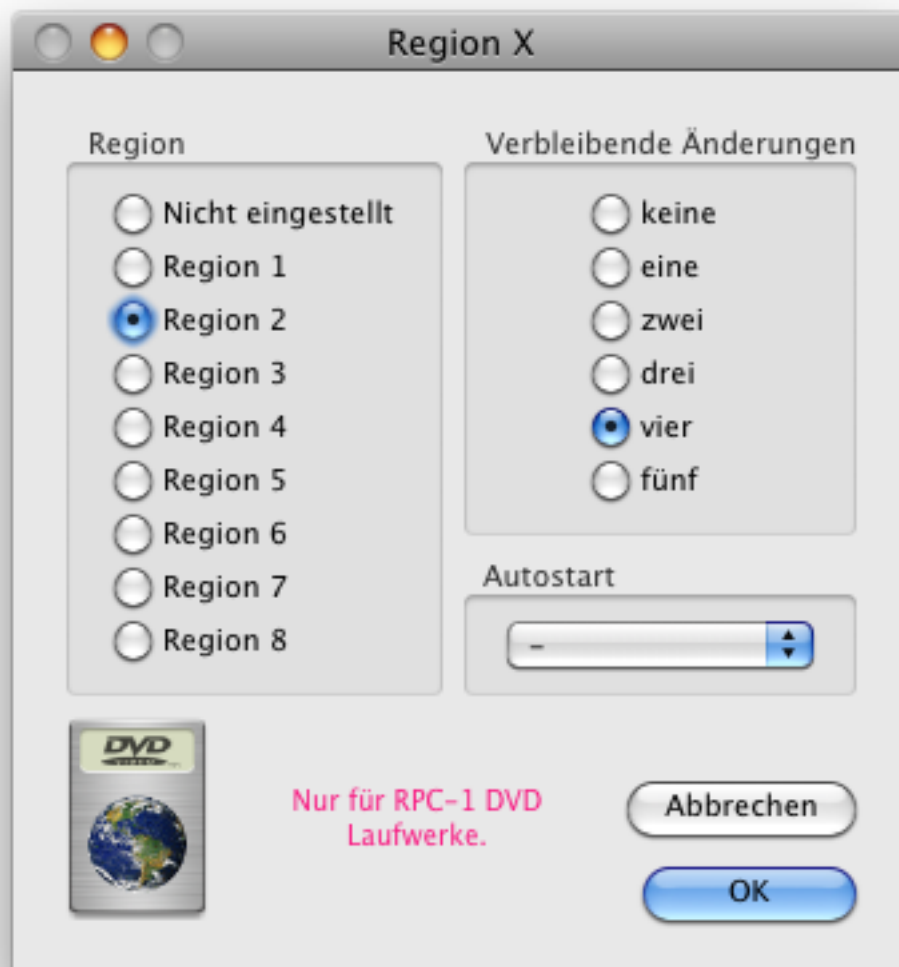 Region X
Region
Nicht eingestellt
Region 1
Region 2
Region 3
Region 4
Region 5
Region 6
Region 7
Region 8
Verbleibende Änderungen
keine
eine
zwei
drei
vier
fünf
Autostart
–
DVD
VIDEO
Nur für RPC-1 DVD
Laufwerke.
Abbrechen
OK